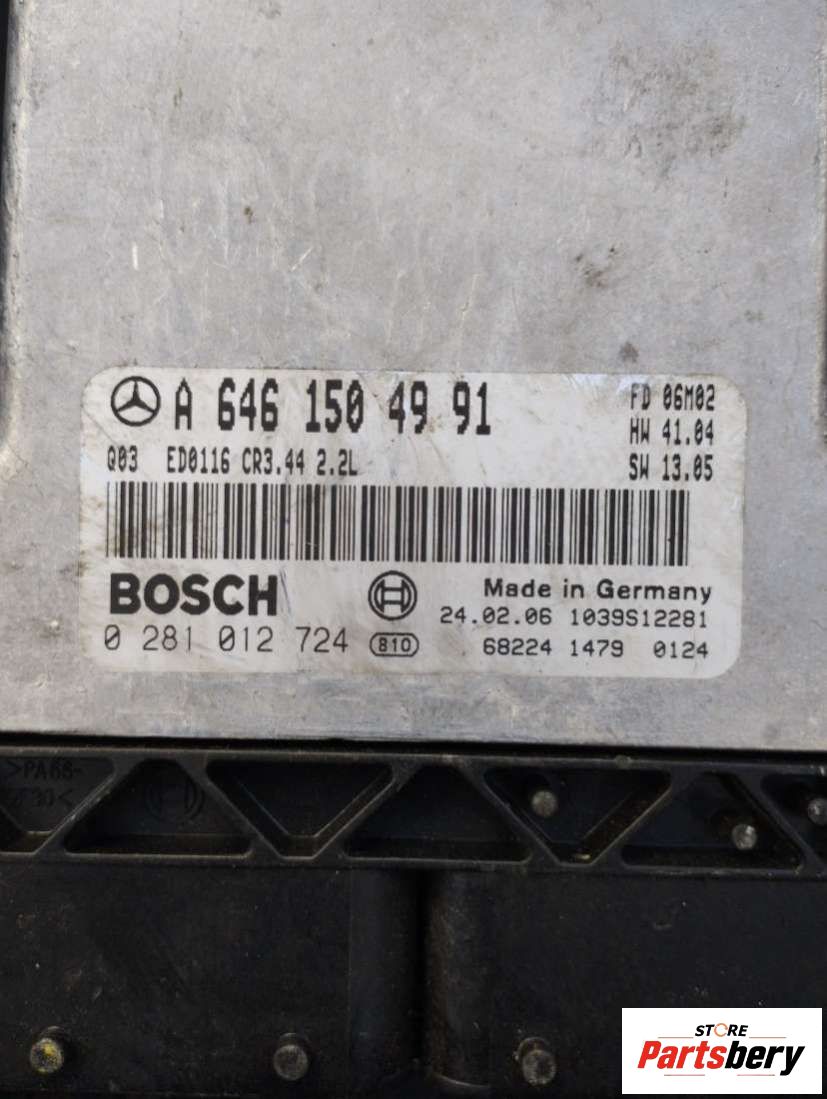 A 646 150 49 91
FD 06M02
HW 41.04
Q03 ED0116 CR3.44 2.2L
SW 13.05
BOSCH
Made in Germany
24.02.06 1039S12281
0 281 012 724 810
68224 1479 0124
>PA66-
STORE
Partsbery